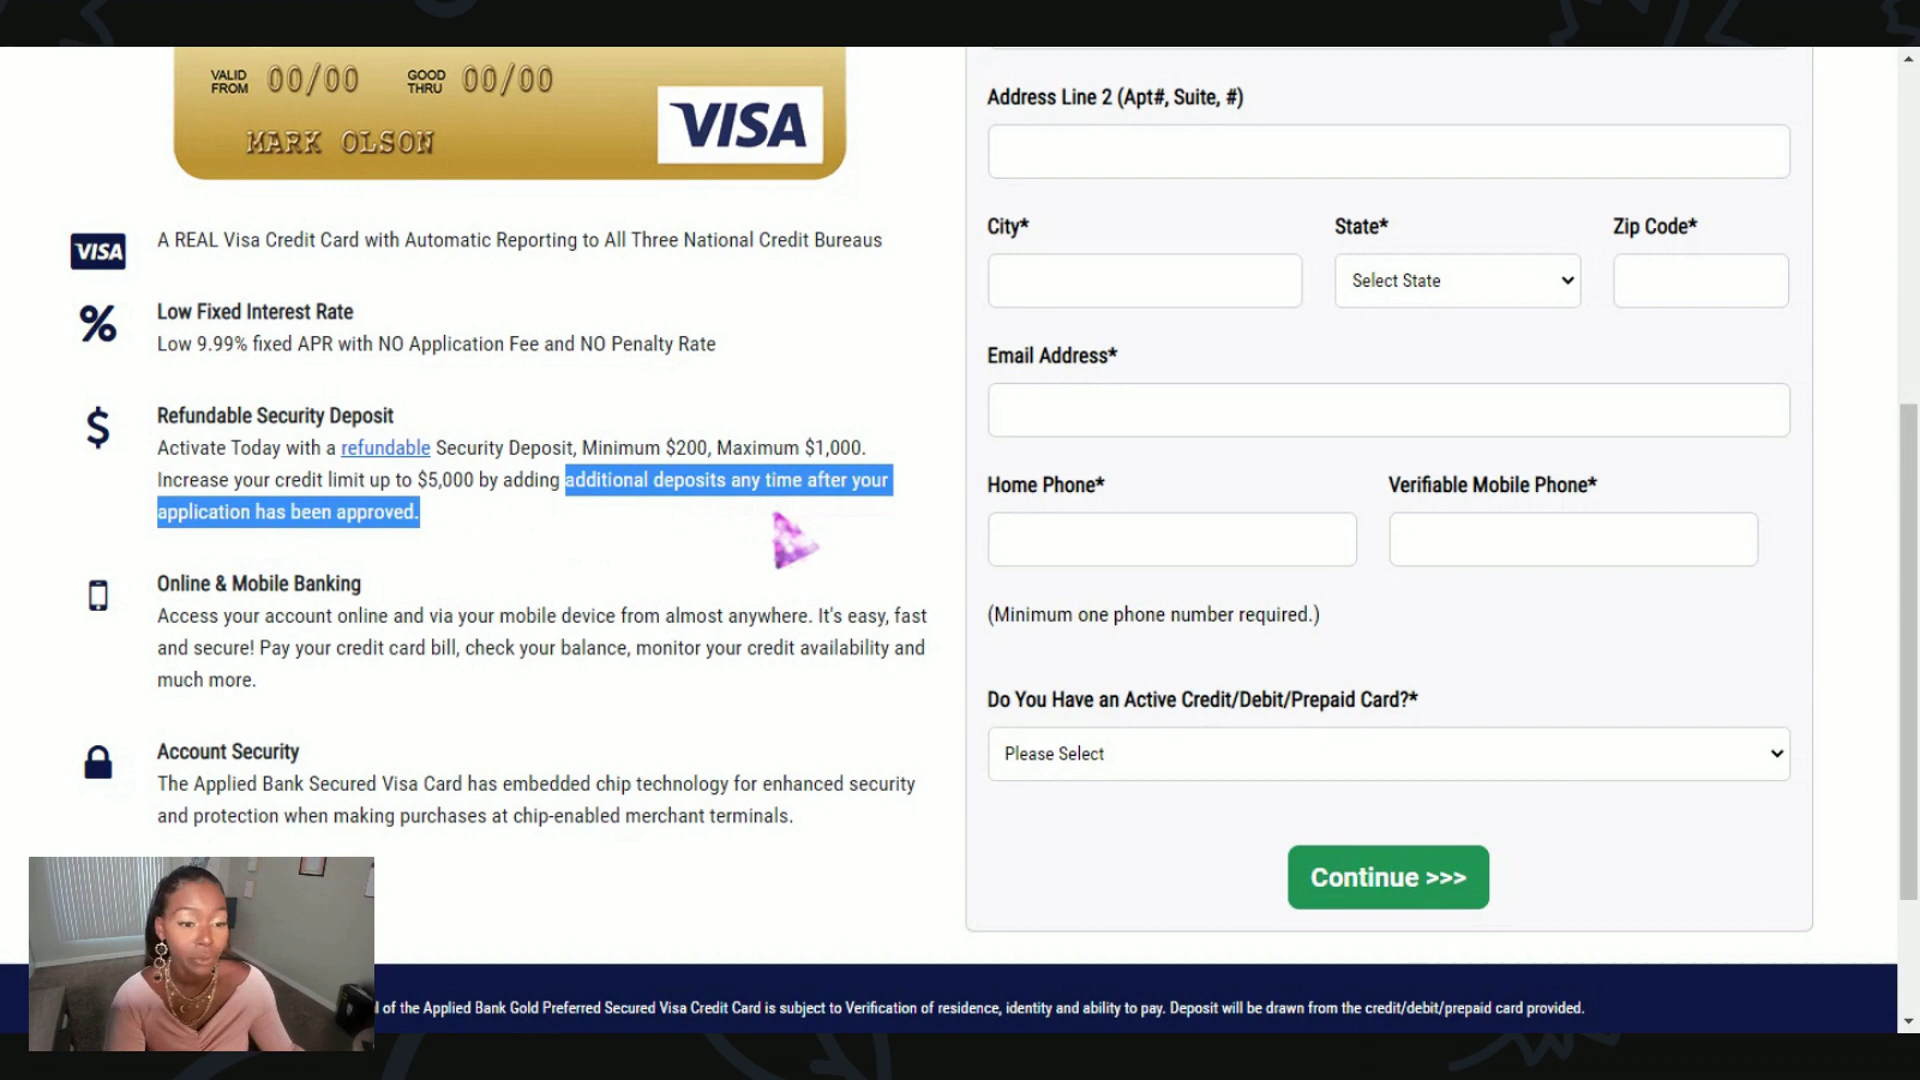 VALID FROM 00/00 GOOD THRU 00/00
MARK OLSON
VISA
VISA
A REAL Visa Credit Card with Automatic Reporting to All Three National Credit Bureaus
%
Low Fixed Interest Rate
Low 9.99% fixed APR with NO Application Fee and NO Penalty Rate
$
Refundable Security Deposit
Activate Today with a refundable Security Deposit, Minimum $200, Maximum $1,000.
Increase your credit limit up to $5,000 by adding additional deposits any time after your
application has been approved.
Online & Mobile Banking
Access your account online and via your mobile device from almost anywhere. It's easy, fast
and secure! Pay your credit card bill, check your balance, monitor your credit availability and
much more.
Account Security
The Applied Bank Secured Visa Card has embedded chip technology for enhanced security
and protection when making purchases at chip-enabled merchant terminals.
Address Line 2 (Apt#, Suite, #)
City* State* Zip Code*
Select State
Email Address*
Home Phone* Verifiable Mobile Phone*
(Minimum one phone number required.)
Do You Have an Active Credit/Debit/Prepaid Card?*
Please Select
Continue >>>
of the Applied Bank Gold Preferred Secured Visa Credit Card is subject to Verification of residence, identity and ability to pay. Deposit will be drawn from the credit/debit/prepaid card provided.